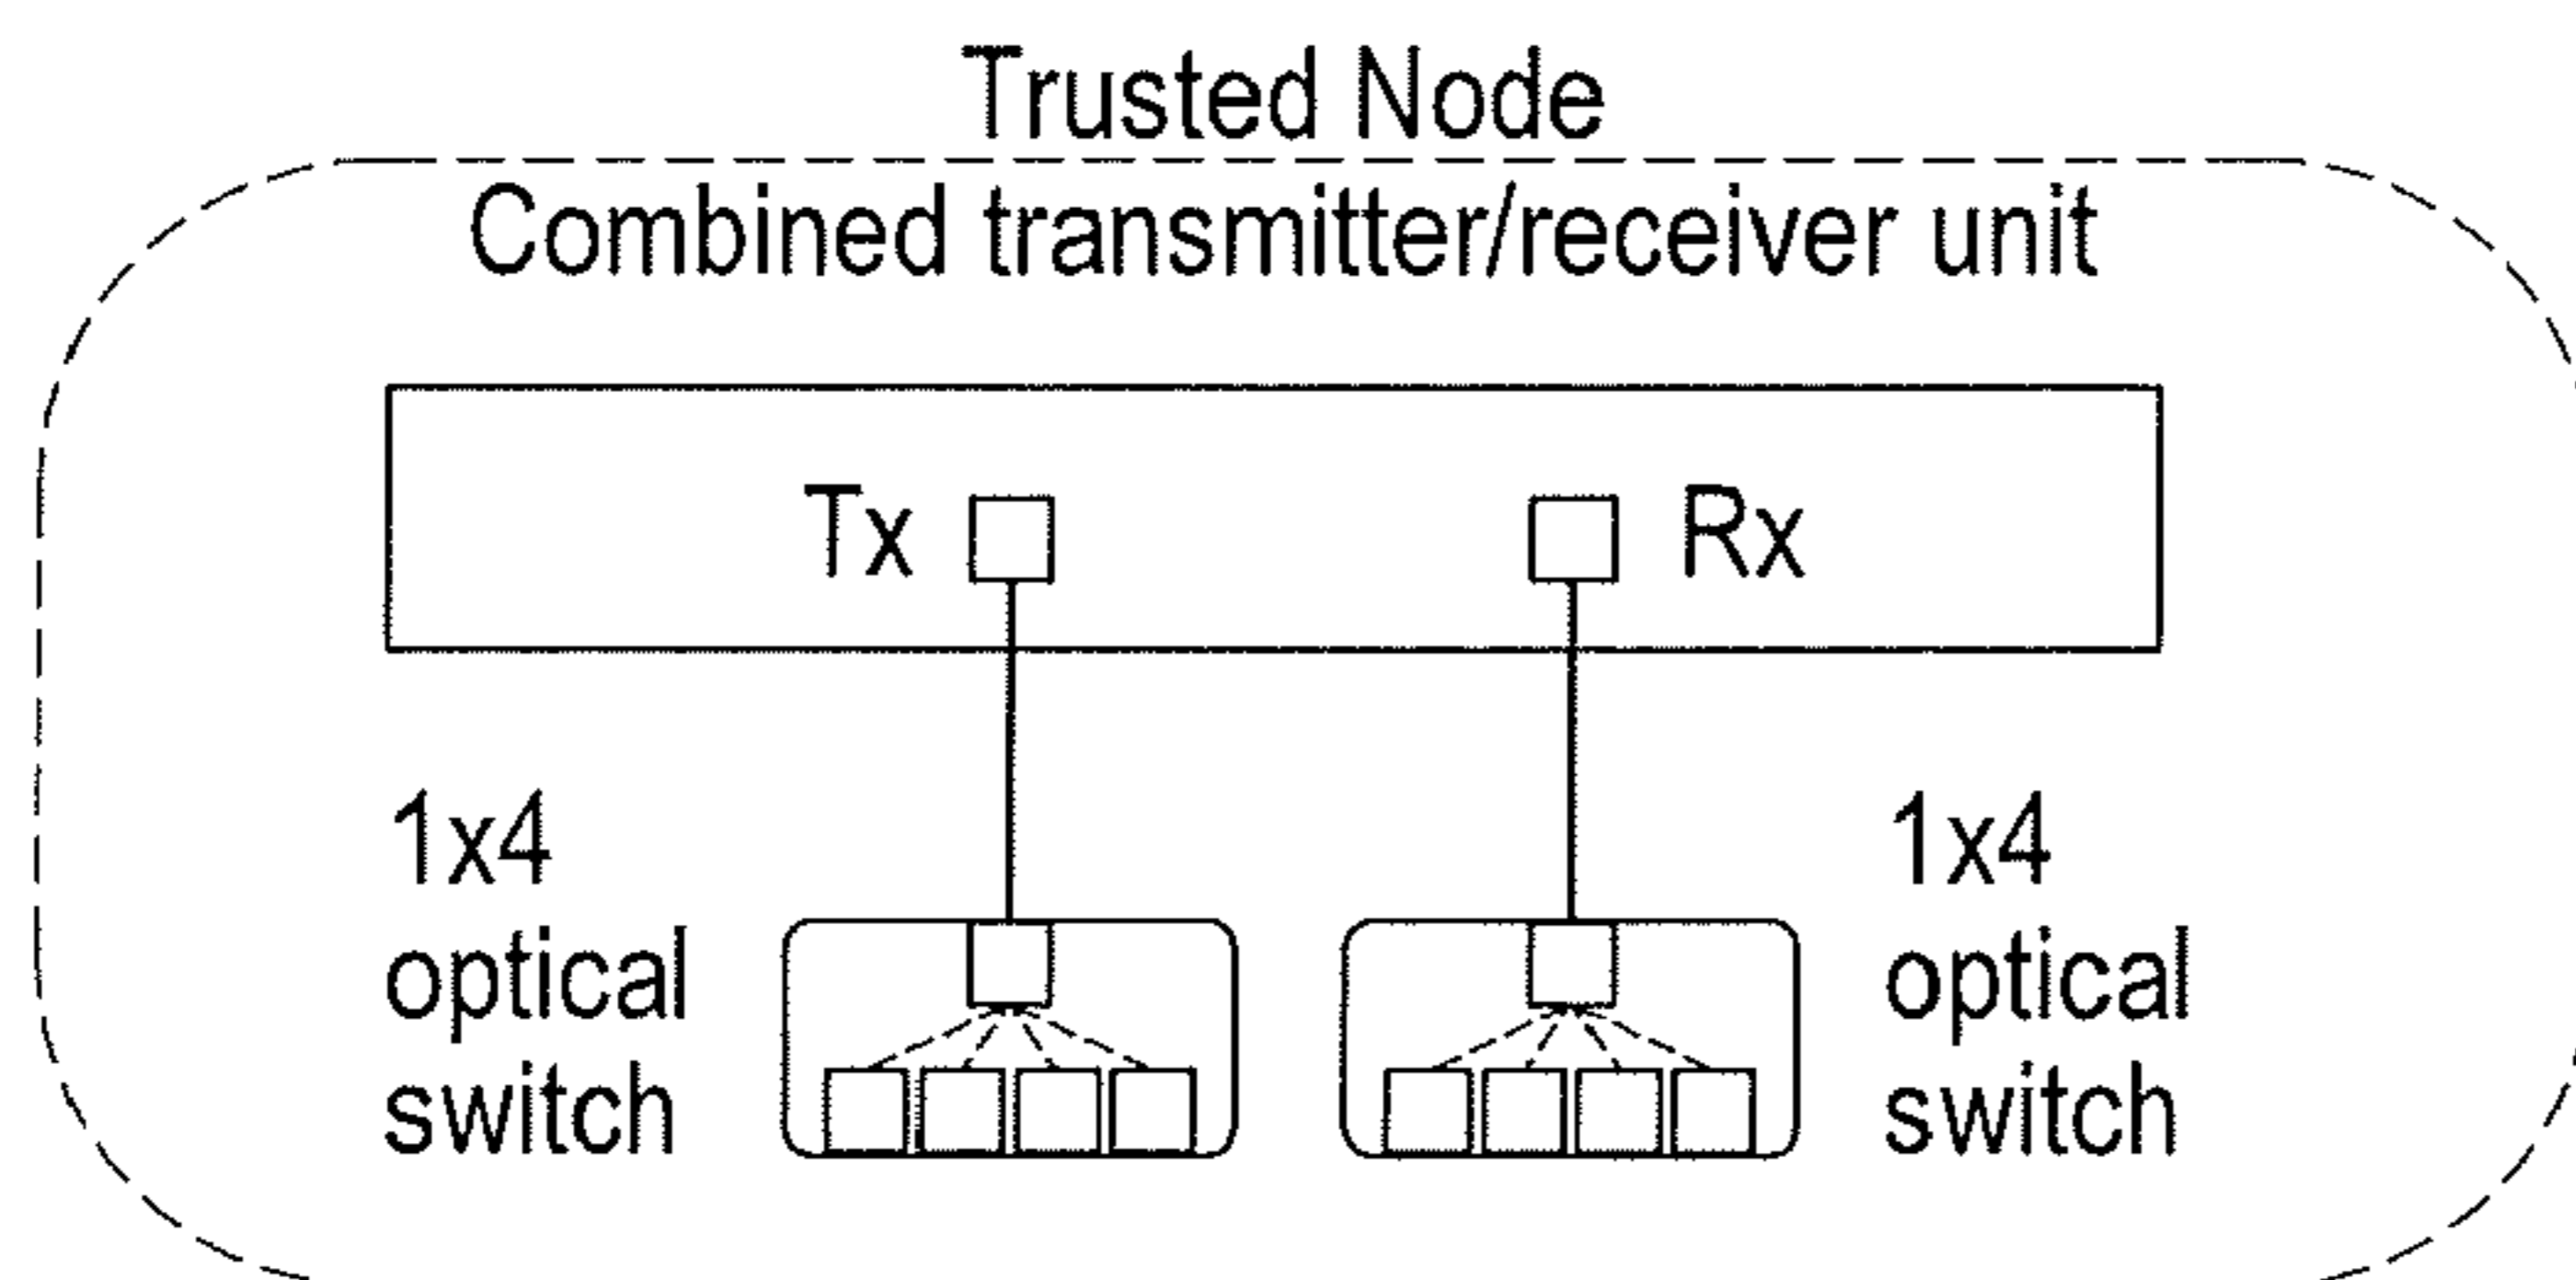 Trusted Node
Combined transmitter/receiver unit
Tx
Rx
1x4
optical
switch
1x4
optical
switch